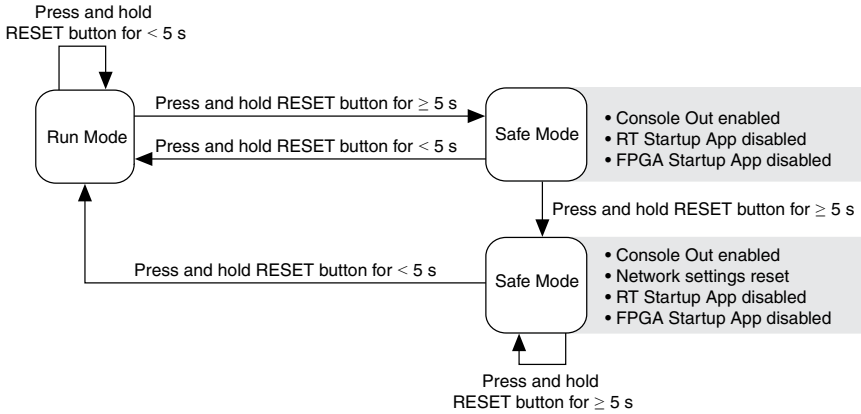 Press and hold
RESET button for < 5 s
Run Mode
Press and hold RESET button for ≥ 5 s
Press and hold RESET button for < 5 s
Safe Mode
• Console Out enabled
• RT Startup App disabled
• FPGA Startup App disabled
Press and hold RESET button for ≥ 5 s
Press and hold RESET button for < 5 s
Safe Mode
• Console Out enabled
• Network settings reset
• RT Startup App disabled
• FPGA Startup App disabled
Press and hold
RESET button for ≥ 5 s